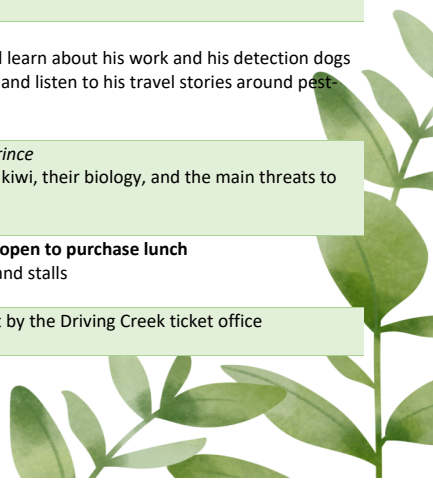 learn about his work and his detection dogs
and listen to his travel stories around pest-
rince
kiwi, their biology, and the main threats to
open to purchase lunch
and stalls
t by the Driving Creek ticket office